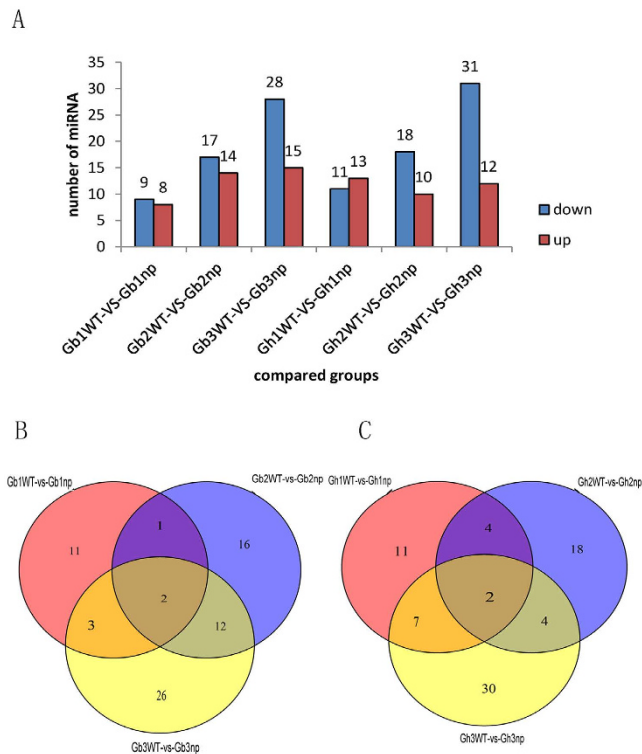 A
number of miRNA
35
30
25
20
15
10
5
0
9 8
17 14
28 15
11 13
18 10
31 12
down
up
Gb1WT-VS-Gb1np
Gb2WT-VS-Gb2np
Gb3WT-VS-Gb3np
Gh1WT-VS-Gh1np
Gh2WT-VS-Gh2np
Gh3WT-VS-Gh3np
compared groups
B
Gb1WT-vs-Gb1np
Gb2WT-vs-Gb2np
11
1
16
2
3
12
26
Gb3WT-vs-Gb3np
C
Gh1WT-vs-Gh1np
Gh2WT-vs-Gh2np
11
4
18
2
7
4
30
Gh3WT-vs-Gh3np